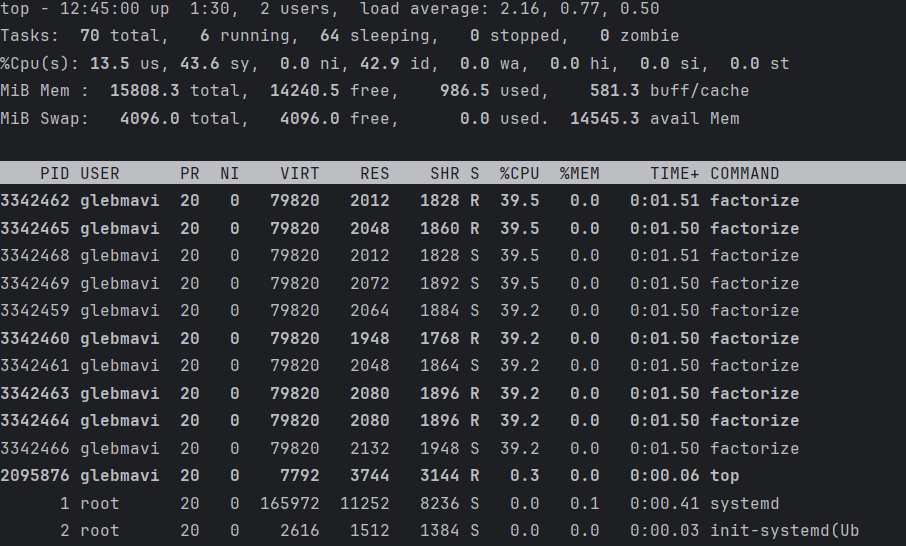 top - 12:45:00 up  1:30,  2 users,  load average: 2.16, 0.77, 0.50
Tasks:  70 total,   6 running,  64 sleeping,   0 stopped,   0 zombie
%Cpu(s): 13.5 us, 43.6 sy,  0.0 ni, 42.9 id,  0.0 wa,  0.0 hi,  0.0 si,  0.0 st
MiB Mem :  15808.3 total,  14240.5 free,    986.5 used,    581.3 buff/cache
MiB Swap:   4096.0 total,   4096.0 free,      0.0 used.  14545.3 avail Mem
    PID USER      PR  NI    VIRT    RES    SHR S  %CPU  %MEM     TIME+ COMMAND
3342462 glebmavi  20   0   79820   2012   1828 R  39.5   0.0   0:01.51 factorize
3342465 glebmavi  20   0   79820   2048   1860 R  39.5   0.0   0:01.50 factorize
3342468 glebmavi  20   0   79820   2012   1828 S  39.5   0.0   0:01.51 factorize
3342469 glebmavi  20   0   79820   2072   1892 S  39.5   0.0   0:01.50 factorize
3342459 glebmavi  20   0   79820   2064   1884 S  39.2   0.0   0:01.50 factorize
3342460 glebmavi  20   0   79820   1948   1768 R  39.2   0.0   0:01.50 factorize
3342461 glebmavi  20   0   79820   2048   1864 S  39.2   0.0   0:01.50 factorize
3342463 glebmavi  20   0   79820   2080   1896 R  39.2   0.0   0:01.50 factorize
3342464 glebmavi  20   0   79820   2080   1896 R  39.2   0.0   0:01.50 factorize
3342466 glebmavi  20   0   79820   2132   1948 S  39.2   0.0   0:01.50 factorize
2095876 glebmavi  20   0    7792   3744   3144 R   0.3   0.0   0:00.06 top
      1 root      20   0  165972  11252   8236 S   0.0   0.1   0:00.41 systemd
      2 root      20   0    2616   1512   1384 S   0.0   0.0   0:00.03 init-systemd(Ub